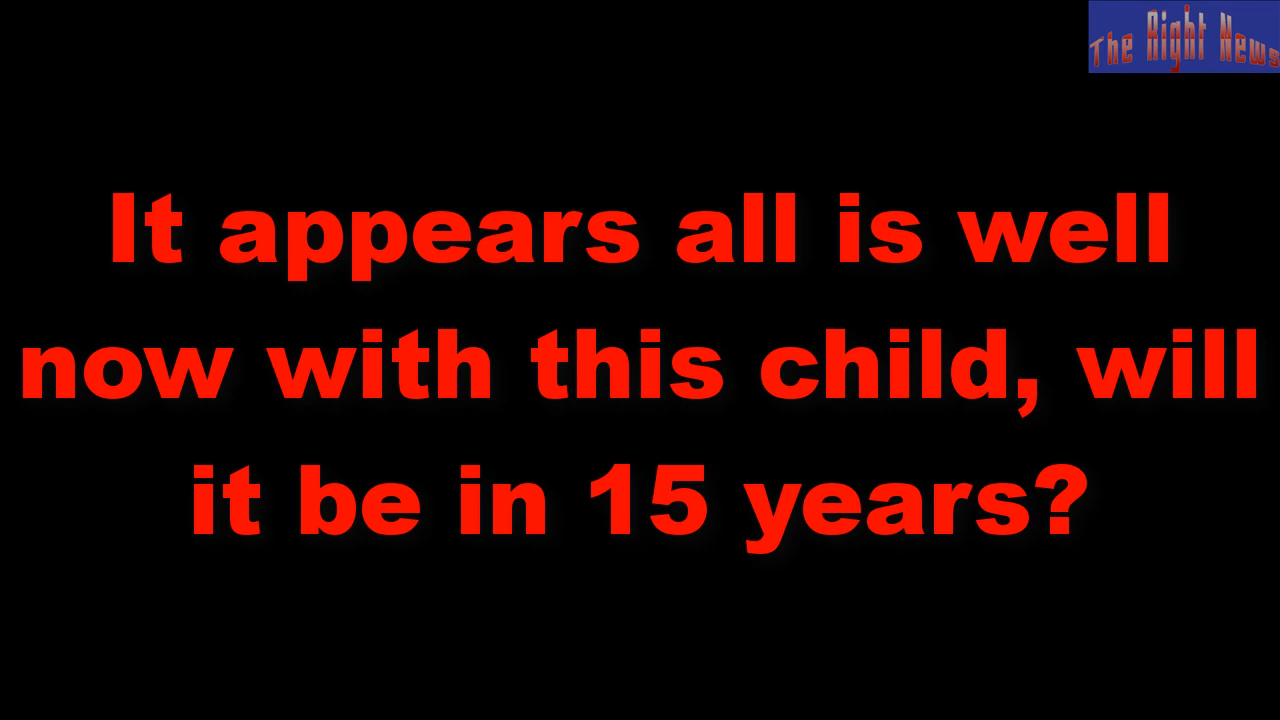 The Right News
It appears all is well
now with this child, will
it be in 15 years?